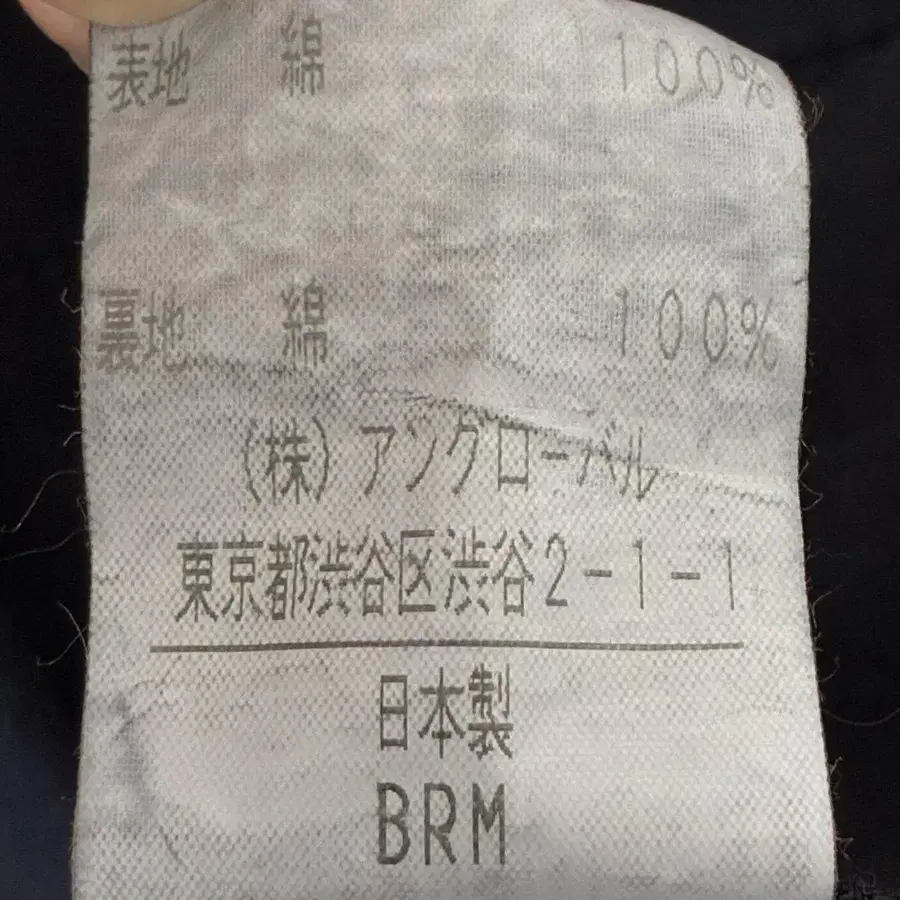 表地 綿 100%
裏地 綿 100%
(株)アングローバル
東京都渋谷区渋谷2-1-1
日本製
BRM